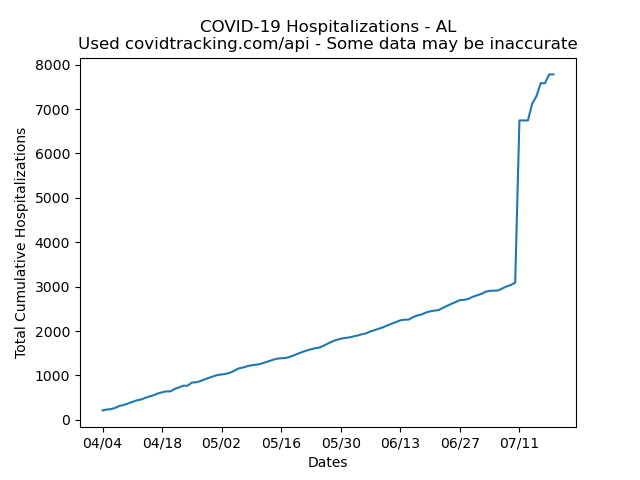 COVID-19 Hospitalizations - AL
Used covidtracking.com/api - Some data may be inaccurate
Total Cumulative Hospitalizations
8000
7000
6000
5000
4000
3000
2000
1000
0
04/04 04/18 05/02 05/16 05/30 06/13 06/27 07/11
Dates